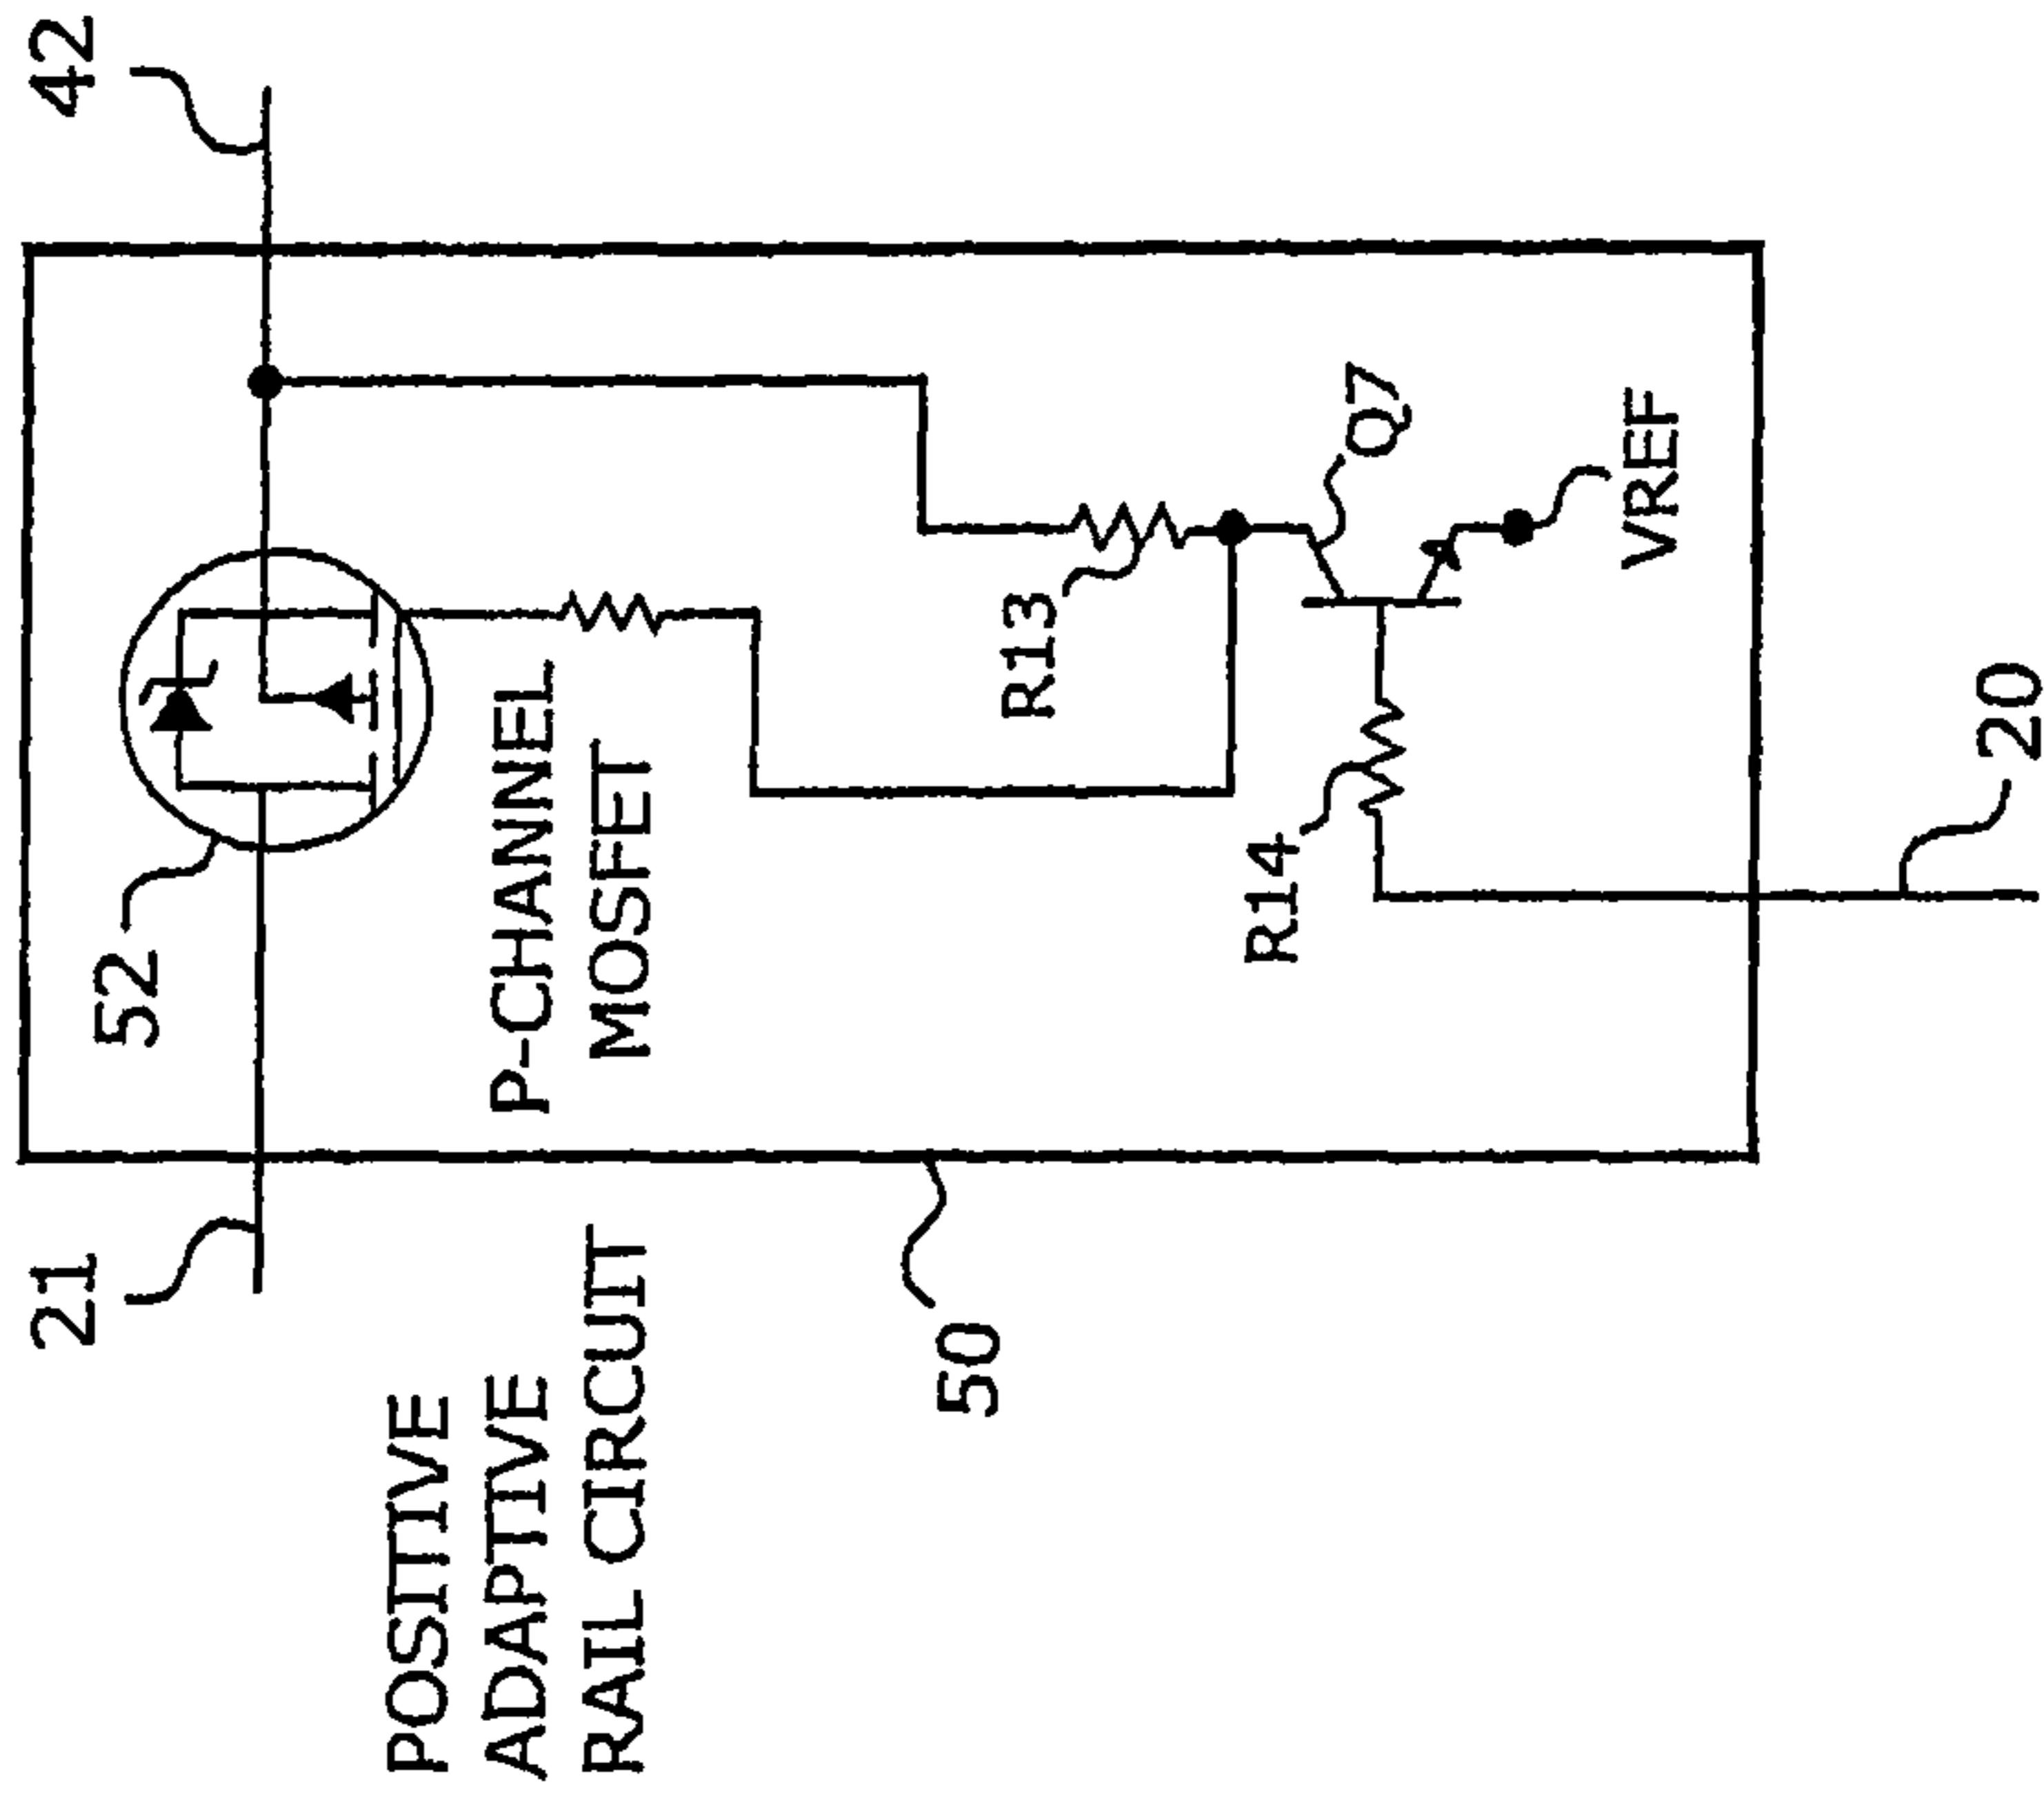 POSITIVE
ADAPTIVE
RAIL CIRCUIT
21
42
52
P-CHANNEL
MOSFET
50
R13
Q7
R14
VREF
20